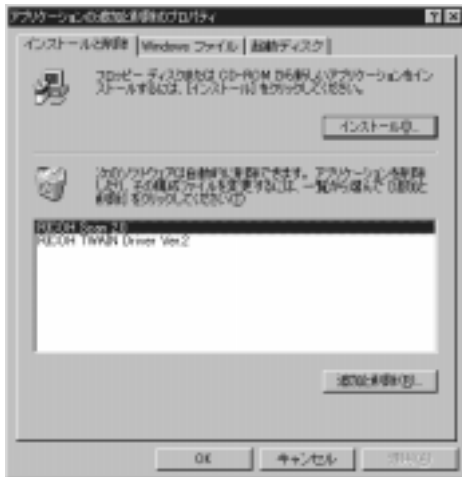 アプリケーションの追加と削除のプロパティ
インストールと削除
Windows ファイル
起動ディスク
フロッピー ディスクまたは CD-ROM から新しいアプリケーションをイン
ストールするには、[インストール] をクリックしてください。
インストール(I)...
次のソフトウェアは自動的に削除できます。アプリケーションを削除
したり、その構成ファイルを変更するには、一覧から選んで [追加と
削除] をクリックしてください(S)
RICOH Scan 2.0
RICOH TWAIN Driver Ver.2
追加と削除(R)...
OK
キャンセル
適用(A)